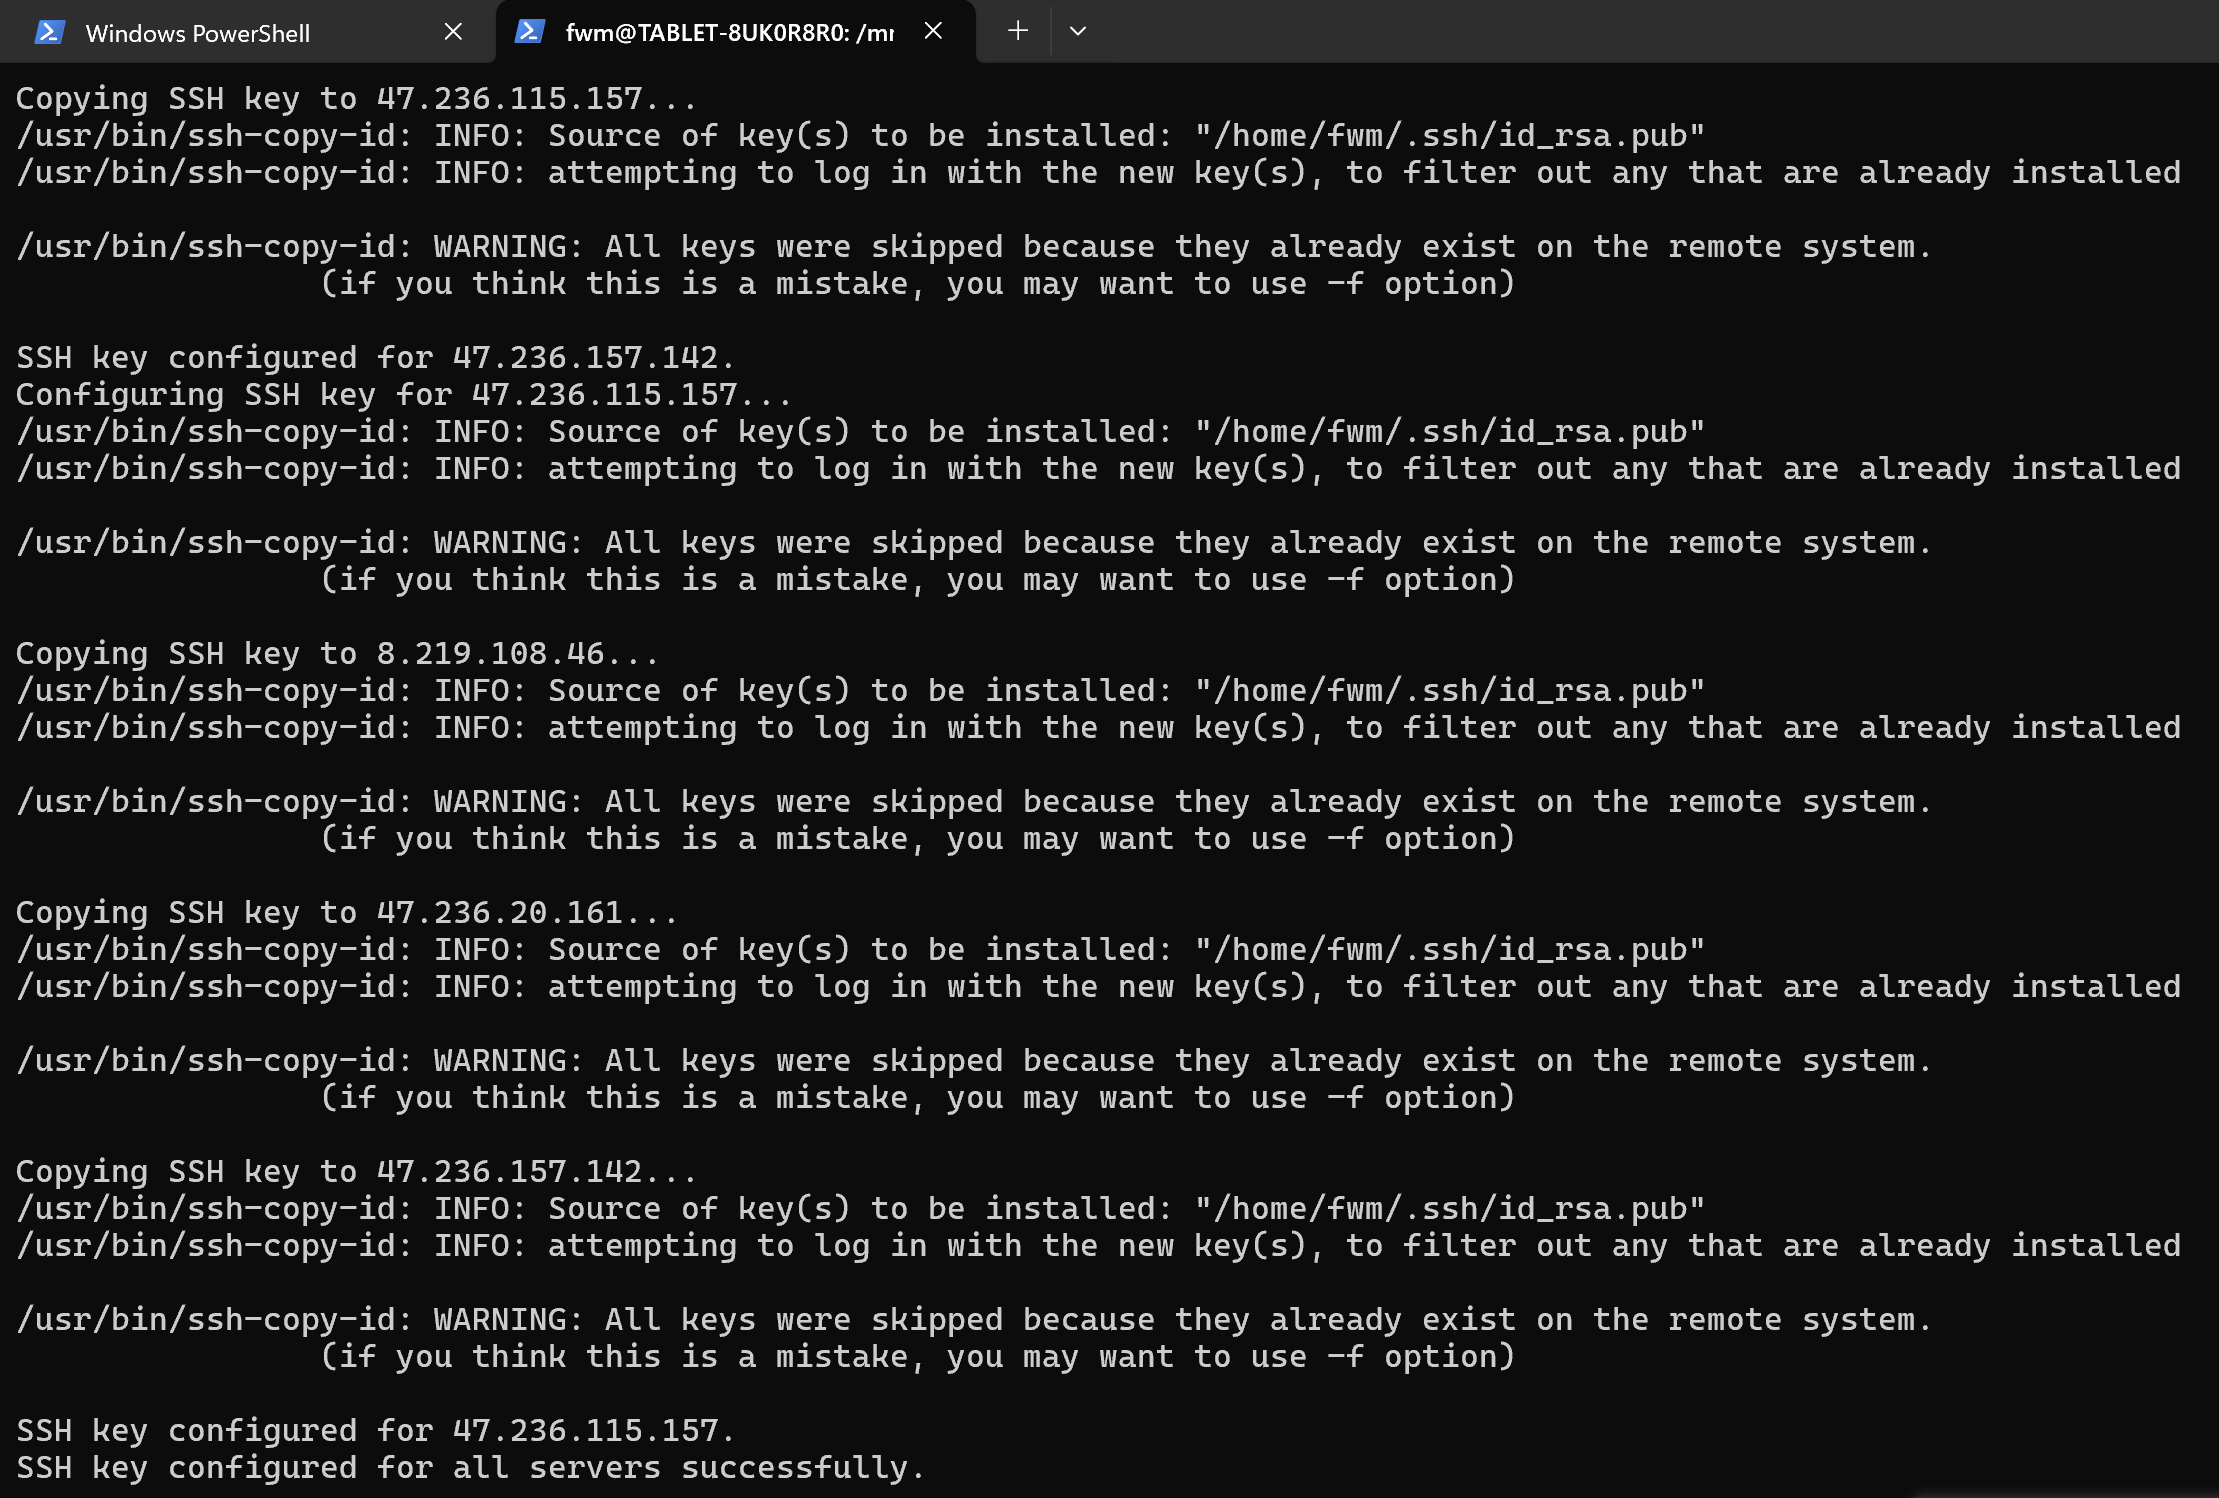 Windows PowerShell
fwm@TABLET-8UK0R8R0: /mn
Copying SSH key to 47.236.115.157...
/usr/bin/ssh-copy-id: INFO: Source of key(s) to be installed: "/home/fwm/.ssh/id_rsa.pub"
/usr/bin/ssh-copy-id: INFO: attempting to log in with the new key(s), to filter out any that are already installed
/usr/bin/ssh-copy-id: WARNING: All keys were skipped because they already exist on the remote system.
(if you think this is a mistake, you may want to use -f option)
SSH key configured for 47.236.157.142.
Configuring SSH key for 47.236.115.157...
/usr/bin/ssh-copy-id: INFO: Source of key(s) to be installed: "/home/fwm/.ssh/id_rsa.pub"
/usr/bin/ssh-copy-id: INFO: attempting to log in with the new key(s), to filter out any that are already installed
/usr/bin/ssh-copy-id: WARNING: All keys were skipped because they already exist on the remote system.
(if you think this is a mistake, you may want to use -f option)
Copying SSH key to 8.219.108.46...
/usr/bin/ssh-copy-id: INFO: Source of key(s) to be installed: "/home/fwm/.ssh/id_rsa.pub"
/usr/bin/ssh-copy-id: INFO: attempting to log in with the new key(s), to filter out any that are already installed
/usr/bin/ssh-copy-id: WARNING: All keys were skipped because they already exist on the remote system.
(if you think this is a mistake, you may want to use -f option)
Copying SSH key to 47.236.20.161...
/usr/bin/ssh-copy-id: INFO: Source of key(s) to be installed: "/home/fwm/.ssh/id_rsa.pub"
/usr/bin/ssh-copy-id: INFO: attempting to log in with the new key(s), to filter out any that are already installed
/usr/bin/ssh-copy-id: WARNING: All keys were skipped because they already exist on the remote system.
(if you think this is a mistake, you may want to use -f option)
Copying SSH key to 47.236.157.142...
/usr/bin/ssh-copy-id: INFO: Source of key(s) to be installed: "/home/fwm/.ssh/id_rsa.pub"
/usr/bin/ssh-copy-id: INFO: attempting to log in with the new key(s), to filter out any that are already installed
/usr/bin/ssh-copy-id: WARNING: All keys were skipped because they already exist on the remote system.
(if you think this is a mistake, you may want to use -f option)
SSH key configured for 47.236.115.157.
SSH key configured for all servers successfully.